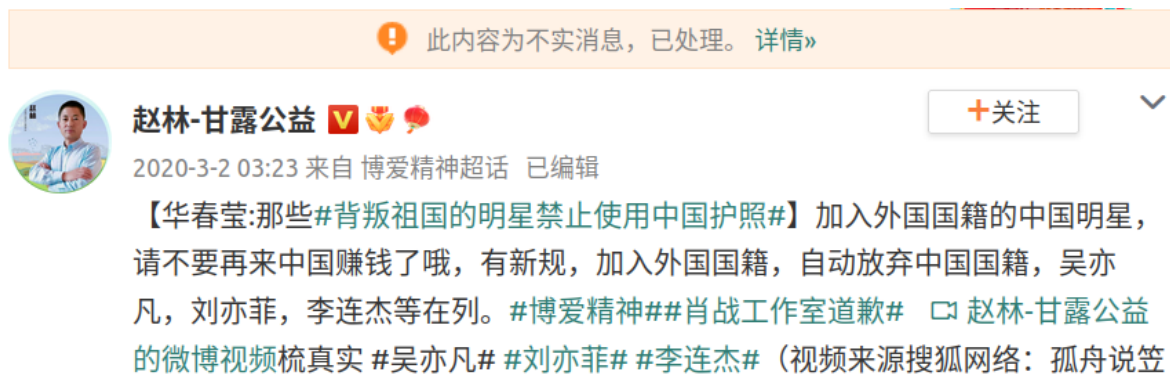 此内容为不实消息，已处理。 详情»
赵林-甘露公益
+关注
2020-3-2 03:23 来自 博爱精神超话 已编辑
【华春莹:那些#背叛祖国的明星禁止使用中国护照#】加入外国国籍的中国明星，
请不要再来中国赚钱了哦，有新规，加入外国国籍，自动放弃中国国籍，吴亦
凡，刘亦菲，李连杰等在列。#博爱精神##肖战工作室道歉# 赵林-甘露公益
的微博视频梳真实 #吴亦凡# #刘亦菲# #李连杰#（视频来源搜狐网络：孤舟说笠